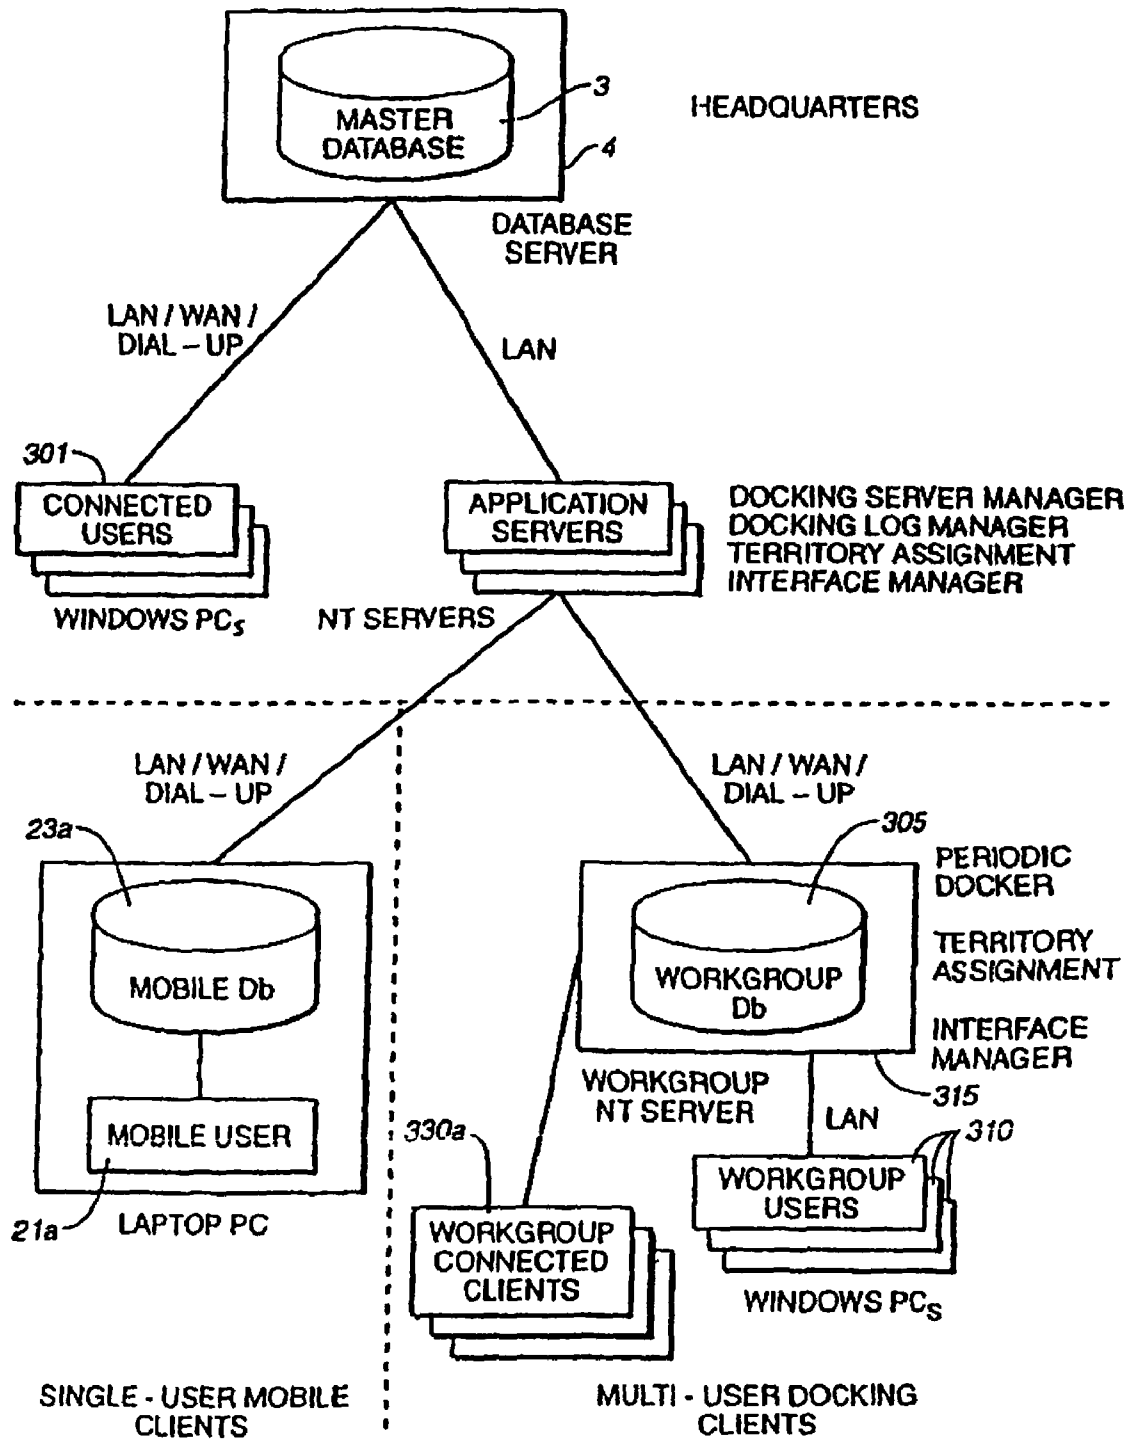 MASTER
DATABASE
3
4
HEADQUARTERS
DATABASE
SERVER
LAN / WAN /
DIAL - UP
LAN
301
CONNECTED
USERS
WINDOWS PCS
APPLICATION
SERVERS
NT SERVERS
DOCKING SERVER MANAGER
DOCKING LOG MANAGER
TERRITORY ASSIGNMENT
INTERFACE MANAGER
LAN / WAN /
DIAL - UP
LAN / WAN /
DIAL - UP
23a
MOBILE Db
MOBILE USER
21a
LAPTOP PC
305
WORKGROUP
Db
PERIODIC
DOCKER
TERRITORY
ASSIGNMENT
INTERFACE
MANAGER
315
WORKGROUP
NT SERVER
LAN
330a
310
WORKGROUP
USERS
WORKGROUP
CONNECTED
CLIENTS
WINDOWS PCS
SINGLE - USER MOBILE
CLIENTS
MULTI - USER DOCKING
CLIENTS